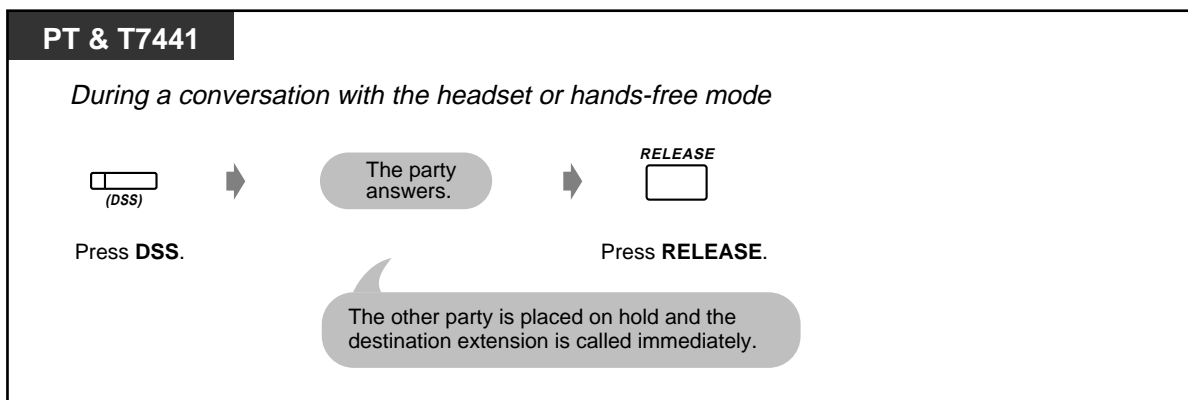 PT & T7441
During a conversation with the headset or hands-free mode
(DSS)
The party
answers.
RELEASE
Press DSS.
Press RELEASE.
The other party is placed on hold and the
destination extension is called immediately.